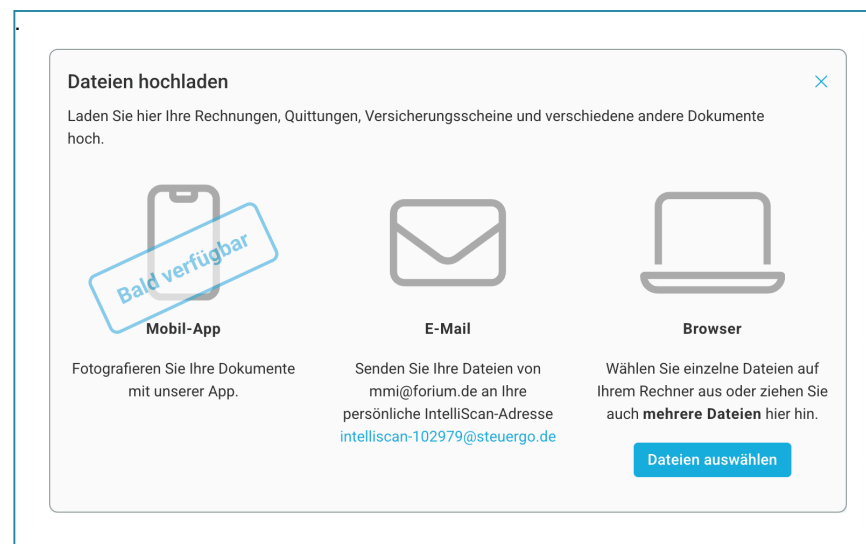 .
Dateien hochladen
Laden Sie hier Ihre Rechnungen, Quittungen, Versicherungsscheine und verschiedene andere Dokumente
hoch.
Bald verfügbar
Mobil-App
Fotografieren Sie Ihre Dokumente
mit unserer App.
E-Mail
Senden Sie Ihre Dateien von
mmi@forium.de an Ihre
persönliche IntelliScan-Adresse
intelliscan-102979@steuergo.de
Browser
Wählen Sie einzelne Dateien auf
Ihrem Rechner aus oder ziehen Sie
auch mehrere Dateien hier hin.
Dateien auswählen